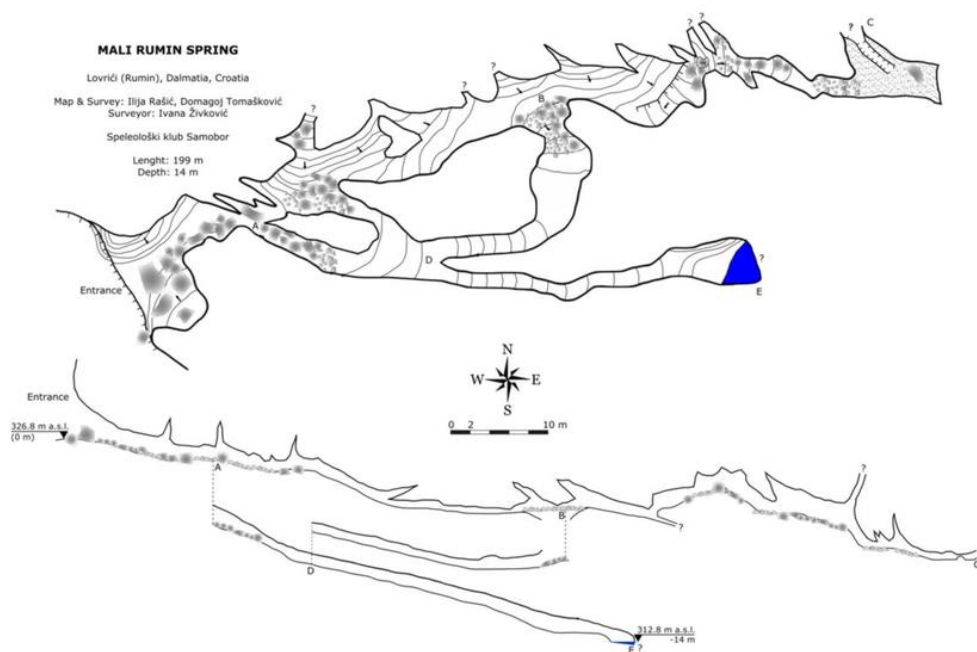 MALI RUMIN SPRING
Lovrići (Rumin), Dalmatia, Croatia
Map & Survey: Ilija Rašić, Domagoj Tomašković
Surveyor: Ivana Živković
Speleološki klub Samobor
Lenght: 199 m
Depth: 14 m
? ? ? ? ? ? C
B
?
A
D
?
E
Entrance
N
W E
S
0 2 10 m
Entrance
326.8 m a.s.l.
(0 m)
A
B
?
?
C
D
312.8 m a.s.l.
-14 m
E ?